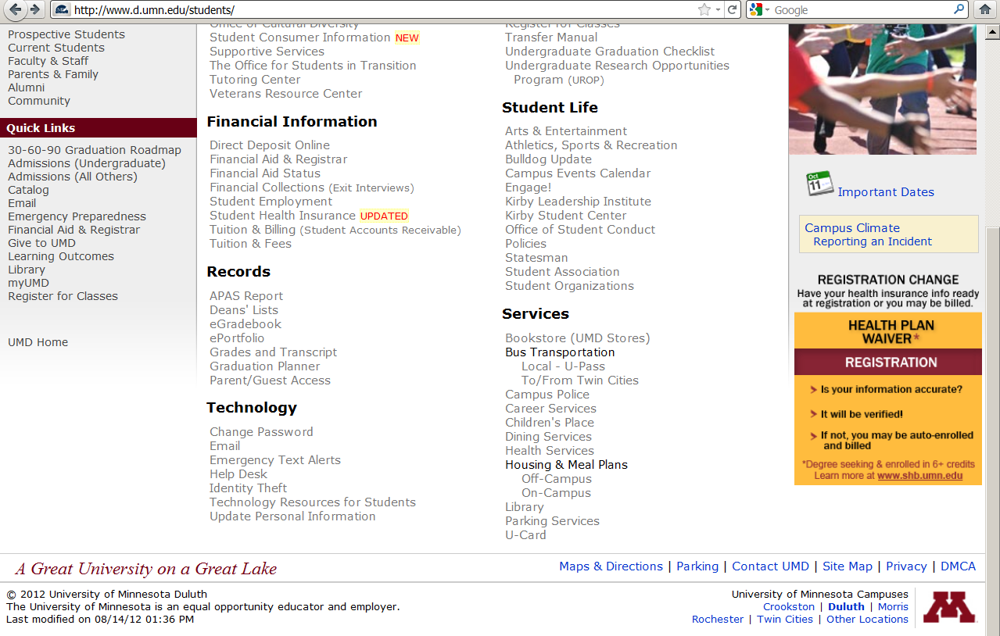 http://www.d.umn.edu/students/
Google
Prospective Students
Current Students
Faculty & Staff
Parents & Family
Alumni
Community
Quick Links
30-60-90 Graduation Roadmap
Admissions (Undergraduate)
Admissions (All Others)
Catalog
Email
Emergency Preparedness
Financial Aid & Registrar
Give to UMD
Learning Outcomes
Library
myUMD
Register for Classes
UMD Home
Office of Cultural Diversity
Student Consumer Information NEW
Supportive Services
The Office for Students in Transition
Tutoring Center
Veterans Resource Center
Financial Information
Direct Deposit Online
Financial Aid & Registrar
Financial Aid Status
Financial Collections (Exit Interviews)
Student Employment
Student Health Insurance UPDATED
Tuition & Billing (Student Accounts Receivable)
Tuition & Fees
Records
APAS Report
Deans' Lists
eGradebook
ePortfolio
Grades and Transcript
Graduation Planner
Parent/Guest Access
Technology
Change Password
Email
Emergency Text Alerts
Help Desk
Identity Theft
Technology Resources for Students
Update Personal Information
Register for Classes
Transfer Manual
Undergraduate Graduation Checklist
Undergraduate Research Opportunities
Program (UROP)
Student Life
Arts & Entertainment
Athletics, Sports & Recreation
Bulldog Update
Campus Events Calendar
Engage!
Kirby Leadership Institute
Kirby Student Center
Office of Student Conduct
Policies
Statesman
Student Association
Student Organizations
Services
Bookstore (UMD Stores)
Bus Transportation
Local - U-Pass
To/From Twin Cities
Campus Police
Career Services
Children's Place
Dining Services
Health Services
Housing & Meal Plans
Off-Campus
On-Campus
Library
Parking Services
U-Card
Oct
11
Important Dates
Campus Climate
Reporting an Incident
REGISTRATION CHANGE
Have your health insurance info ready
at registration or you may be billed.
HEALTH PLAN
WAIVER*
REGISTRATION
Is your information accurate?
It will be verified!
If not, you may be auto-enrolled
and billed
*Degree seeking & enrolled in 6+ credits
Learn more at www.shb.umn.edu
A Great University on a Great Lake
Maps & Directions | Parking | Contact UMD | Site Map | Privacy | DMCA
© 2012 University of Minnesota Duluth
The University of Minnesota is an equal opportunity educator and employer.
Last modified on 08/14/12 01:36 PM
University of Minnesota Campuses
Crookston | Duluth | Morris
Rochester | Twin Cities | Other Locations
M